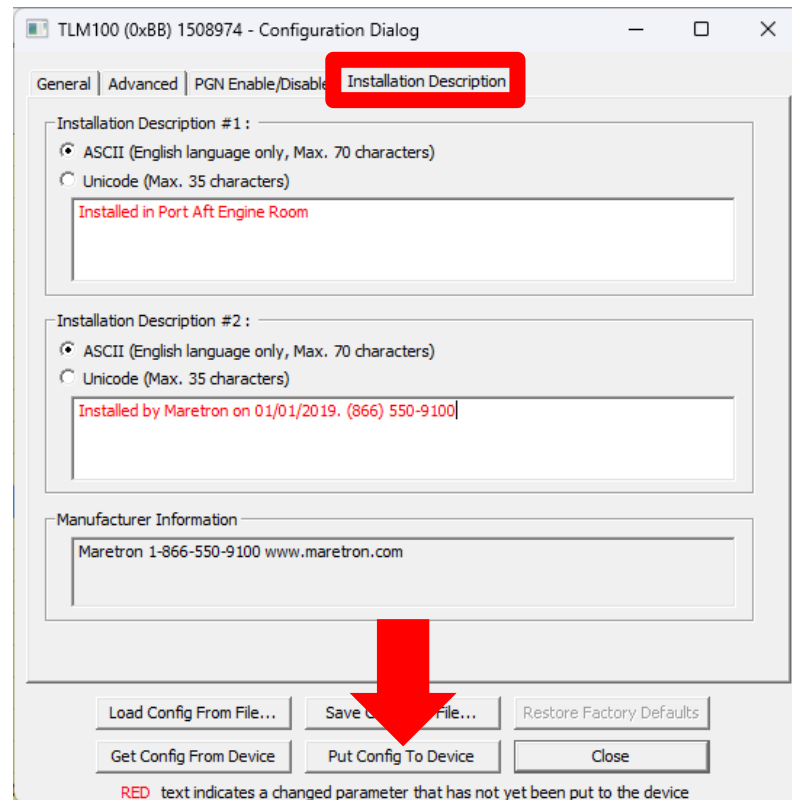 TLM100 (0xBB) 1508974 - Configuration Dialog
General Advanced PGN Enable/Disable Installation Description
Installation Description #1 :
ASCII (English language only, Max. 70 characters)
Unicode (Max. 35 characters)
Installed in Port Aft Engine Room
Installation Description #2 :
ASCII (English language only, Max. 70 characters)
Unicode (Max. 35 characters)
Installed by Maretron on 01/01/2019. (866) 550-9100
Manufacturer Information
Maretron 1-866-550-9100 www.maretron.com
Load Config From File... Save File... Restore Factory Defaults
Get Config From Device Put Config To Device Close
RED text indicates a changed parameter that has not yet been put to the device